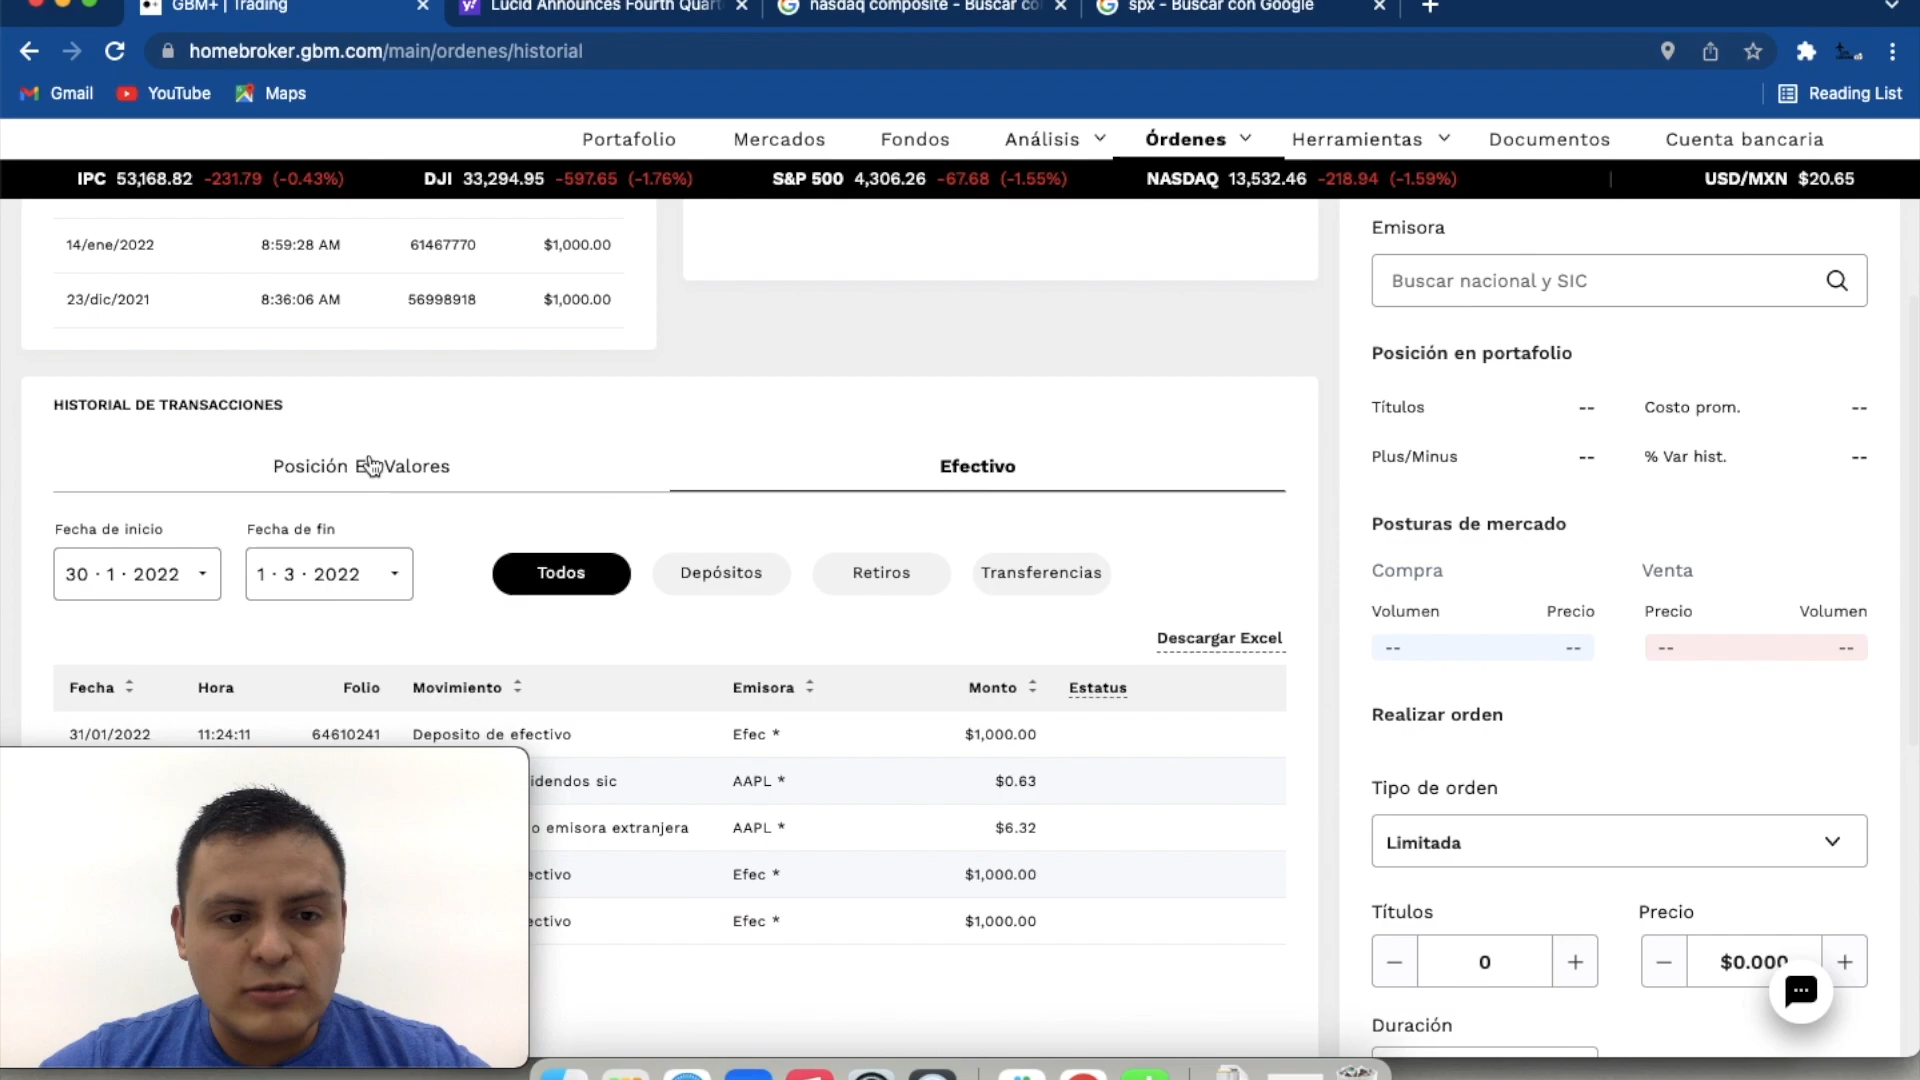 GBM+ | Trading
Lucid Announces Fourth Quart
nasdaq composite - Buscar co
spx - Buscar con Google
homebroker.gbm.com/main/ordenes/historial
Gmail
YouTube
Maps
Reading List
Portafolio
Mercados
Fondos
Análisis
Órdenes
Herramientas
Documentos
Cuenta bancaria
IPC 53,168.82 -231.79 (-0.43%)
DJI 33,294.95 -597.65 (-1.76%)
S&P 500 4,306.26 -67.68 (-1.55%)
NASDAQ 13,532.46 -218.94 (-1.59%)
USD/MXN $20.65
14/ene/2022 8:59:28 AM 61467770 $1,000.00
23/dic/2021 8:36:06 AM 56998918 $1,000.00
HISTORIAL DE TRANSACCIONES
Posición Valores
Efectivo
Fecha de inicio
Fecha de fin
30 · 1 · 2022
1 · 3 · 2022
Todos
Depósitos
Retiros
Transferencias
Descargar Excel
Fecha Hora Folio Movimiento Emisora Monto Estatus
31/01/2022 11:24:11 64610241 Deposito de efectivo Efec * $1,000.00
idendos sic AAPL * $0.63
o emisora extranjera AAPL * $6.32
ectivo Efec * $1,000.00
ectivo Efec * $1,000.00
Emisora
Buscar nacional y SIC
Posición en portafolio
Títulos -- Costo prom. --
Plus/Minus -- % Var hist. --
Posturas de mercado
Compra Venta
Volumen Precio Precio Volumen
-- -- -- --
Realizar orden
Tipo de orden
Limitada
Títulos Precio
0 $0.000
Duración